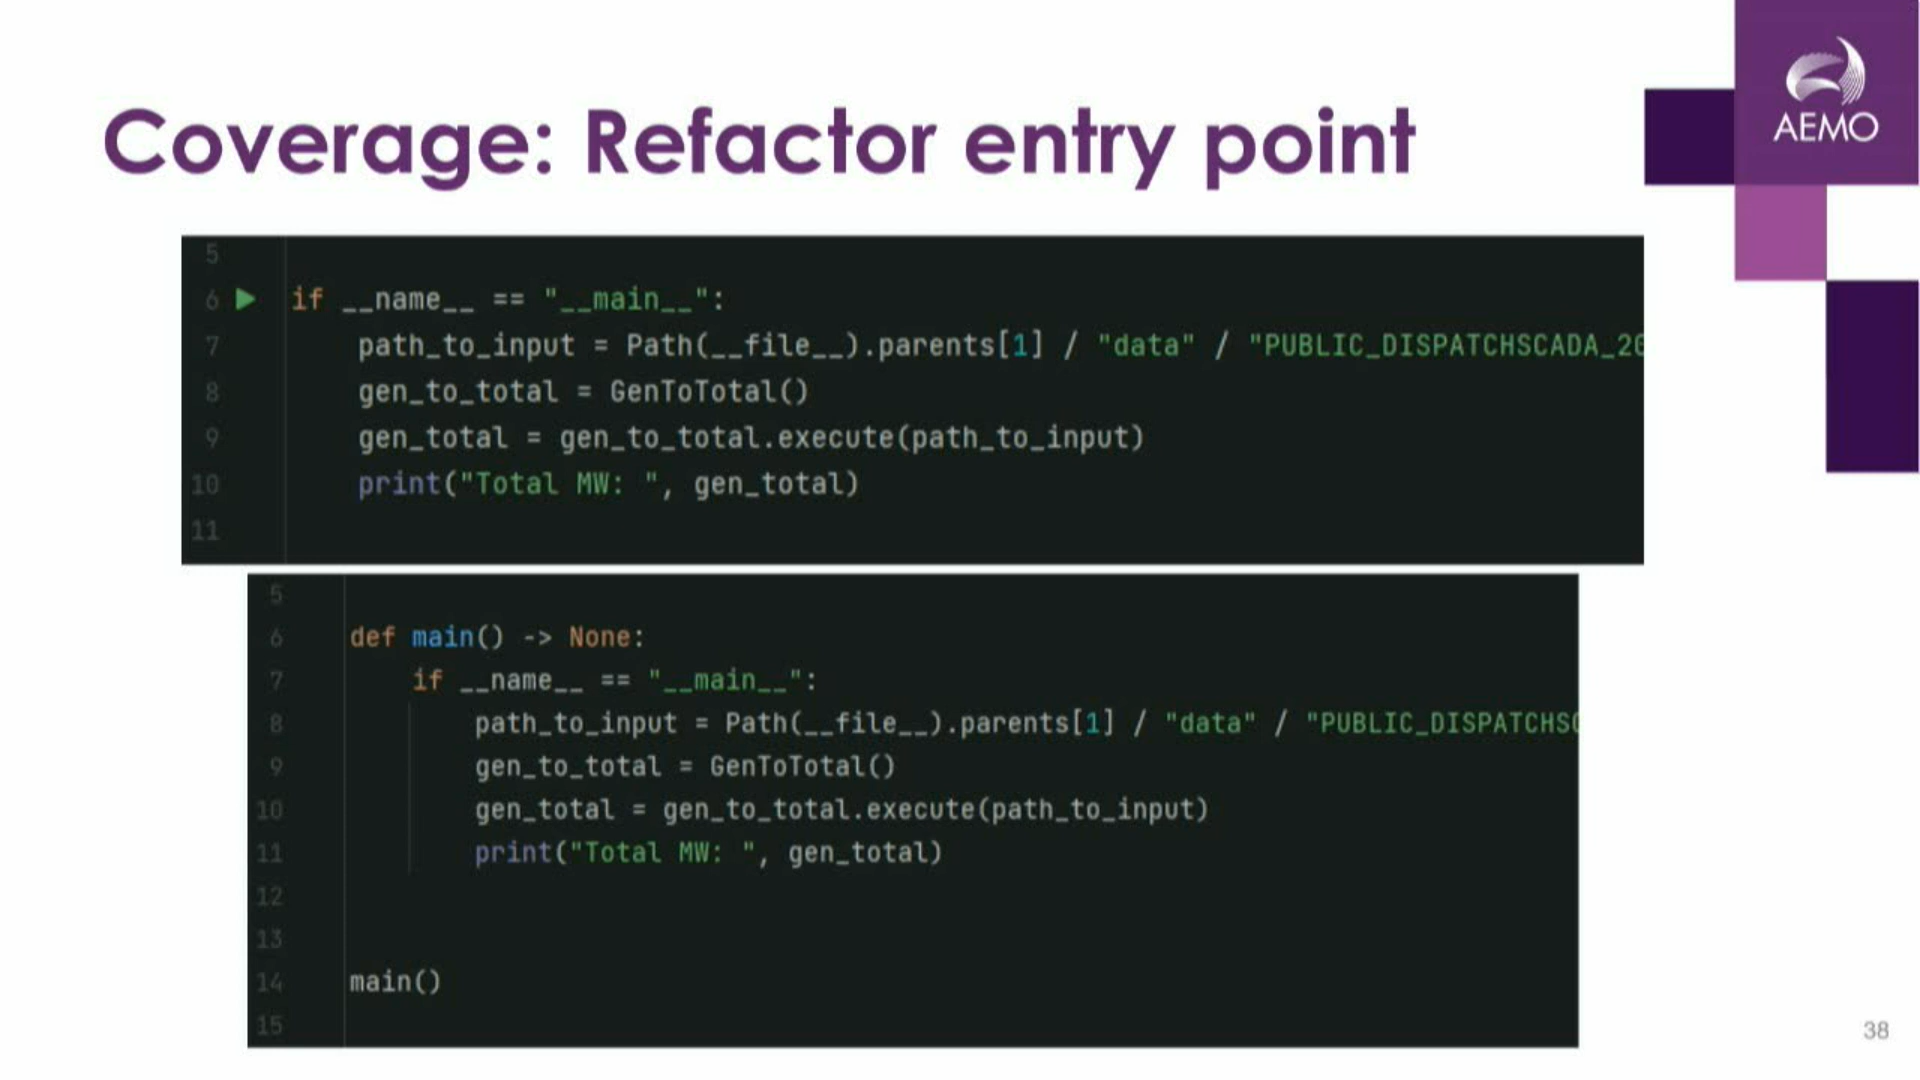 AEMO
Coverage: Refactor entry point
5
6 if __name__ == "__main__":
7 path_to_input = Path(__file__).parents[1] / "data" / "PUBLIC_DISPATCHSCADA_20
8 gen_to_total = GenToTotal()
9 gen_total = gen_to_total.execute(path_to_input)
10 print("Total MW: ", gen_total)
11
5
6 def main() -> None:
7 if __name__ == "__main__":
8 path_to_input = Path(__file__).parents[1] / "data" / "PUBLIC_DISPATCHSC
9 gen_to_total = GenToTotal()
10 gen_total = gen_to_total.execute(path_to_input)
11 print("Total MW: ", gen_total)
12
13
14 main()
15
38